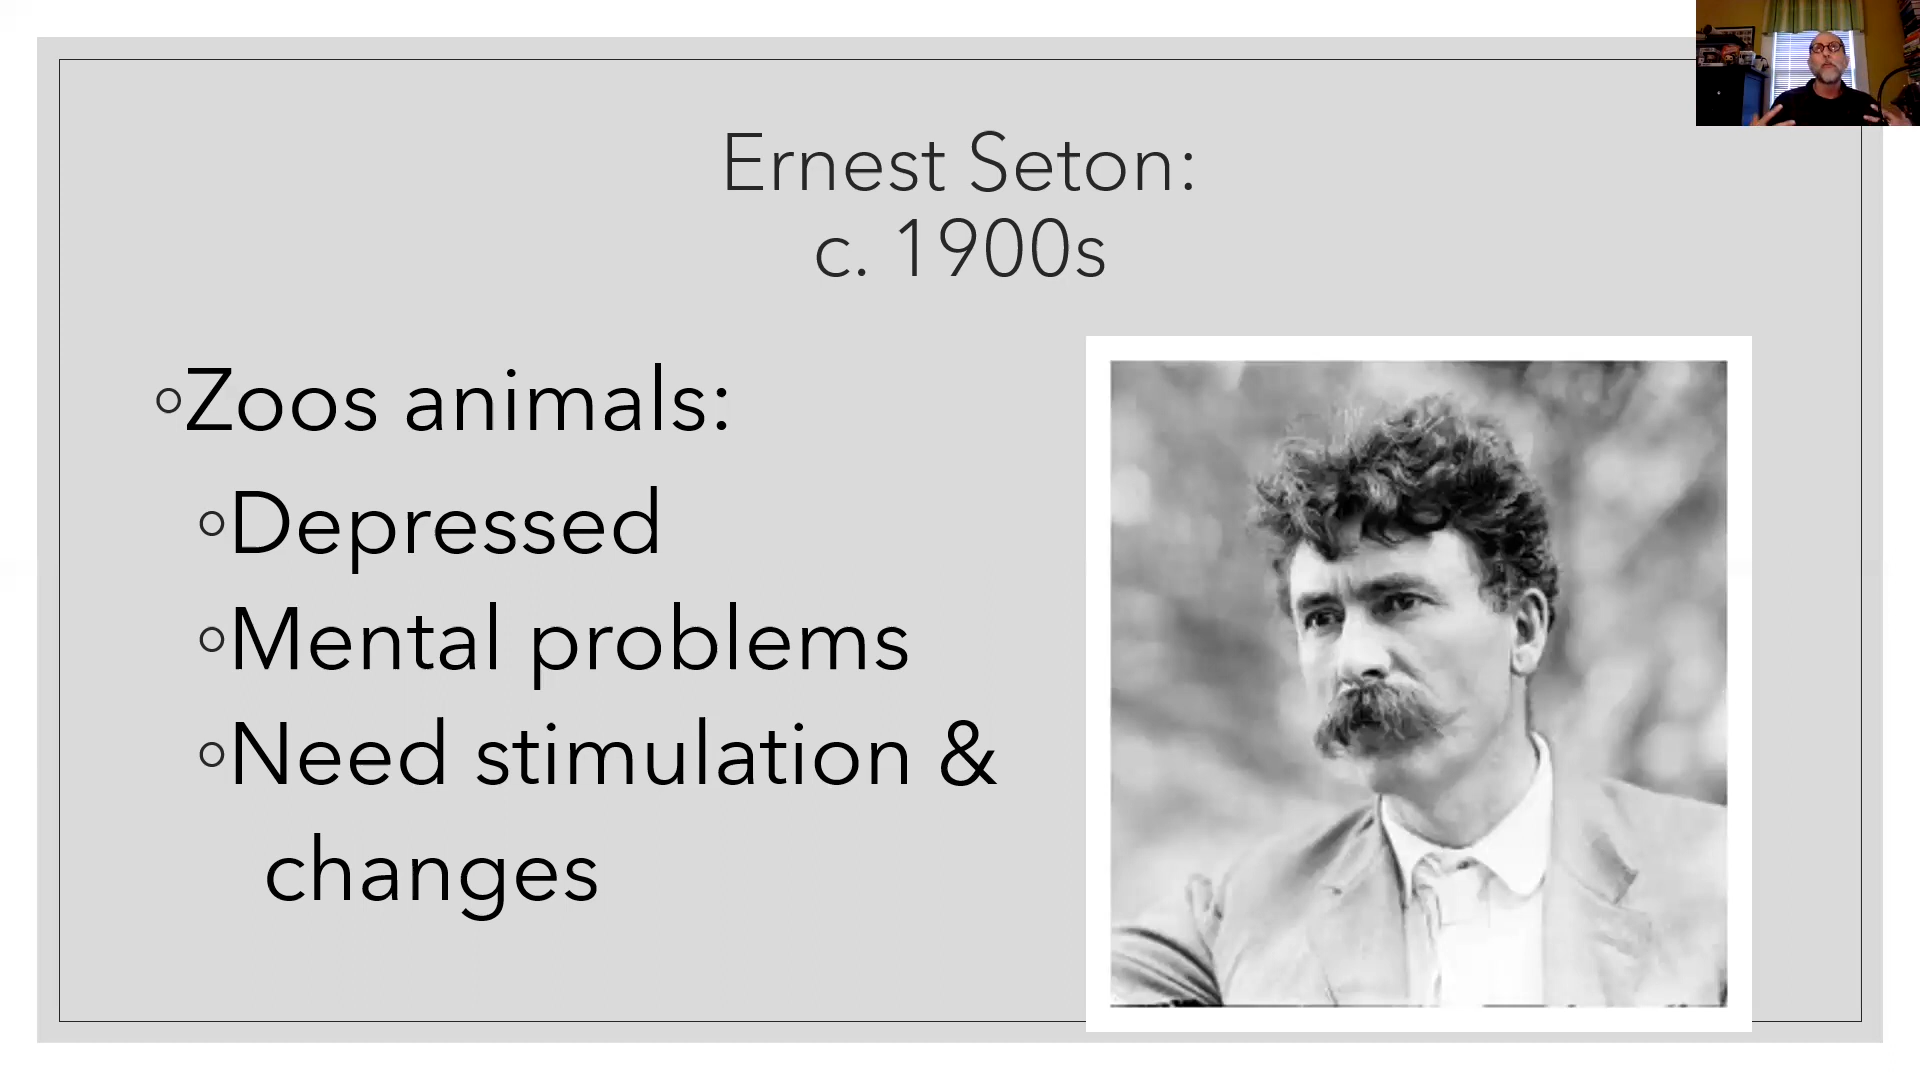 Ernest Seton:
c. 1900s
◦Zoos animals:
◦Depressed
◦Mental problems
◦Need stimulation &
changes